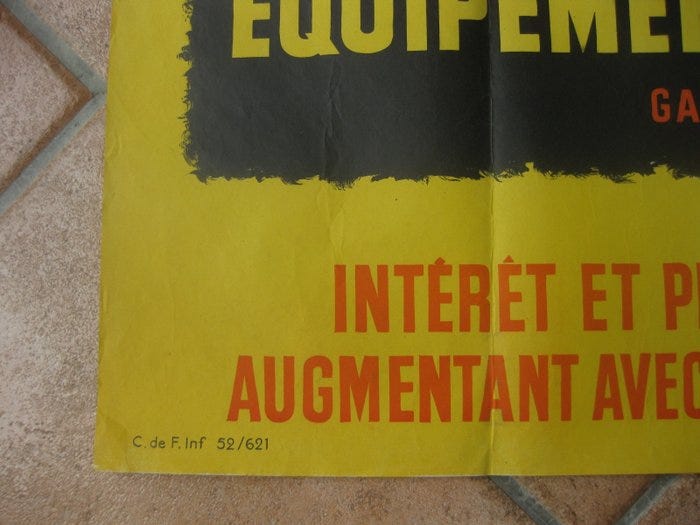 EQUIPEME
GA
INTÉRÊT ET P
AUGMENTANT AVEC
C. de F. Inf 52/621